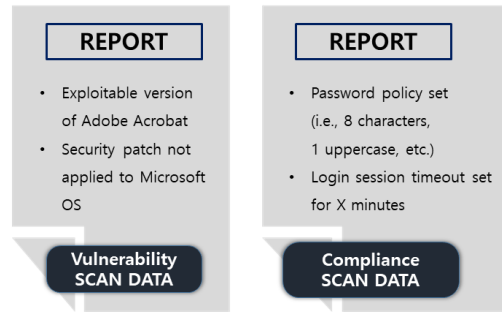 REPORT
• Exploitable version
of Adobe Acrobat
• Security patch not
applied to Microsoft
OS
Vulnerability
SCAN DATA
REPORT
• Password policy set
(i.e., 8 characters,
1 uppercase, etc.)
• Login session timeout set
for X minutes
Compliance
SCAN DATA